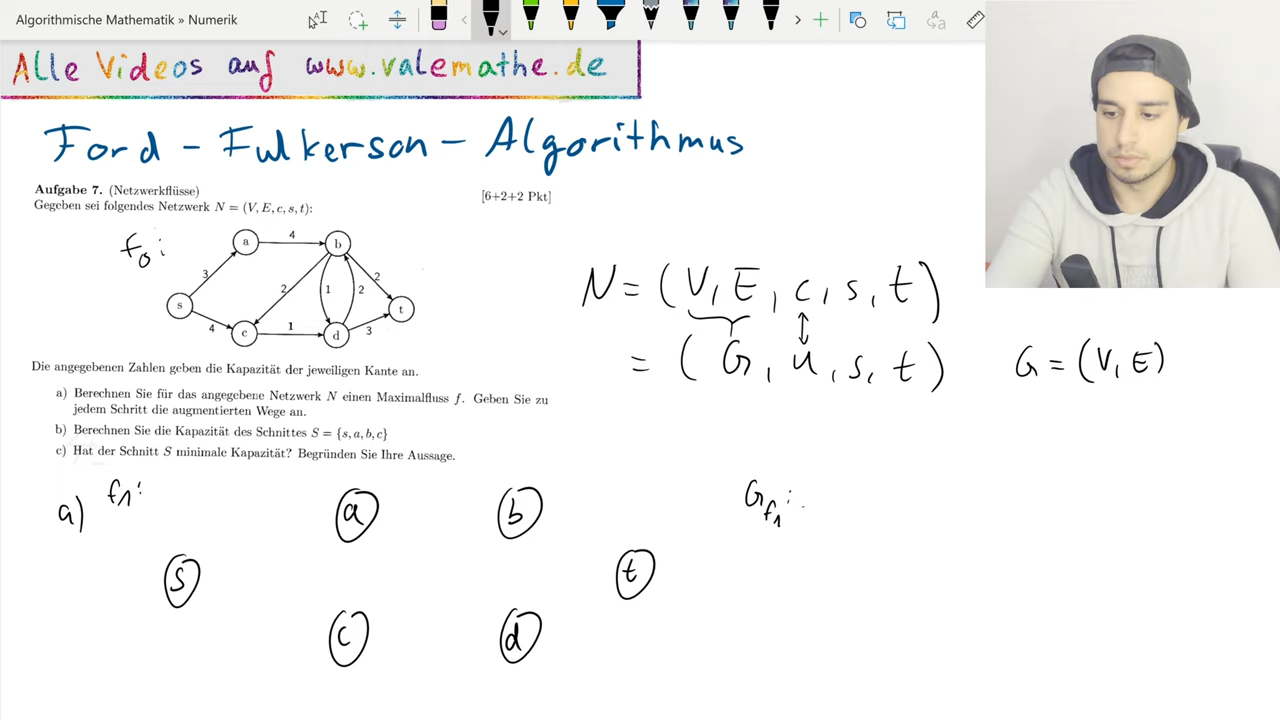 Algorithmische Mathematik » Numerik
Alle Videos auf www.valemathe.de
Ford - Fulkerson - Algorithmus
Aufgabe 7. (Netzwerkflüsse) [6+2+2 Pkt]
Gegeben sei folgendes Netzwerk N = (V, E, c, s, t):
f₀:
a 4 b
3 2 1 2 2
s t
4 c 1 d 3
N = (V, E, c, s, t)
= (G, u, s, t) G = (V, E)
Die angegebenen Zahlen geben die Kapazität der jeweiligen Kante an.
a) Berechnen Sie für das angegebene Netzwerk N einen Maximalfluss f. Geben Sie zu
jedem Schritt die augmentierten Wege an.
b) Berechnen Sie die Kapazität des Schnittes S = {s, a, b, c}
c) Hat der Schnitt S minimale Kapazität? Begründen Sie Ihre Aussage.
a) f₁: a b G_f₁:
s t
c d